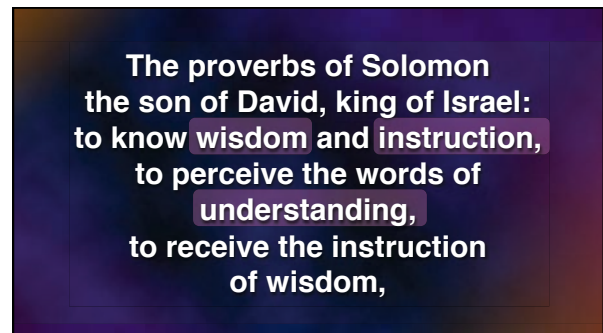 The proverbs of Solomon
the son of David, king of Israel:
to know wisdom and instruction,
to perceive the words of
understanding,
to receive the instruction
of wisdom,